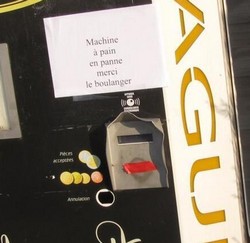 Machine
à pain
en panne
merci
le boulanger
Pièces
acceptées
Annulation
AGU